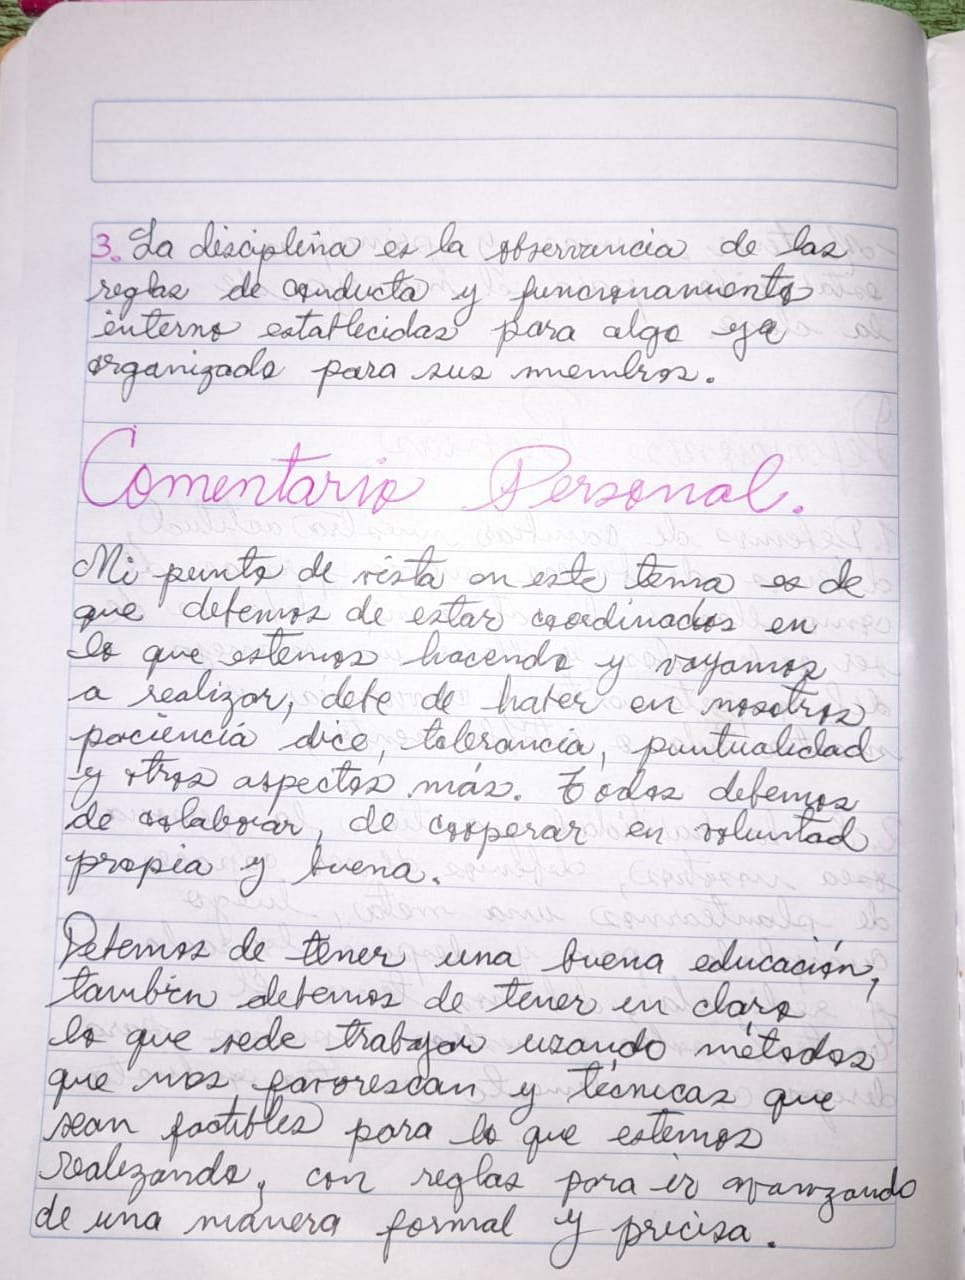 3. La disciplina es la observancia de las
reglas de conducta y funcionamiento
interno establecidas para algo ya
organizado para sus miembros.
Comentario Personal.
Mi punto de vista on este tema es de
que debemos de estar coordinados en
lo que estemos haciendo y vayamos
a realizar, debe de haber en nosotros
paciencia dice, tolerancia, puntualidad
y otros aspectos más. Todos debemos
de colaborar, de cooperar en voluntad
propia y buena.
Debemos de tener una buena educación,
también debemos de tener en claro
lo que sede trabajar uzando métodos
que nos favorescan y técnicas que
sean factibles para lo que estemos
realizando, con reglas para ir avanzando
de una manera formal y precisa.